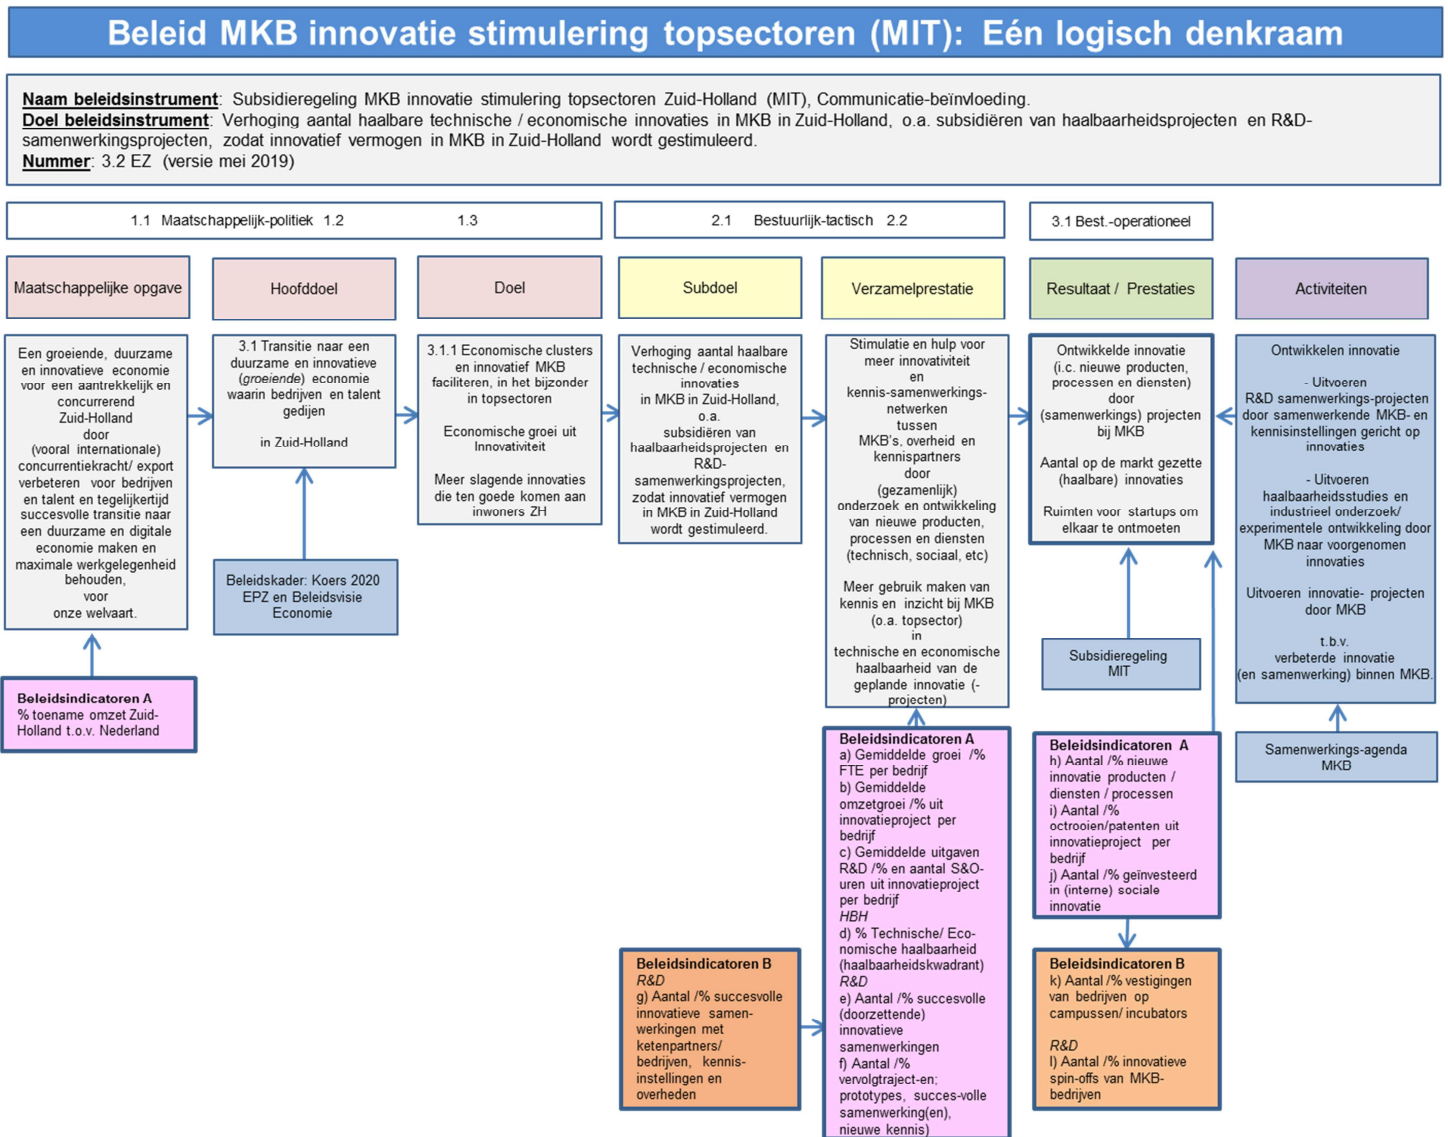 Beleid MKB innovatie stimulering topsectoren (MIT): Eén logisch denkraam
Naam beleidsinstrument: Subsidieregeling MKB innovatie stimulering topsectoren Zuid-Holland (MIT), Communicatie-beïnvloeding.
Doel beleidsinstrument: Verhoging aantal haalbare technische / economische innovaties in MKB in Zuid-Holland, o.a. subsidiëren van haalbaarheidsprojecten en R&D-
samenwerkingsprojecten, zodat innovatief vermogen in MKB in Zuid-Holland wordt gestimuleerd.
Nummer: 3.2 EZ (versie mei 2019)
1.1 Maatschappelijk-politiek 1.2 1.3
2.1 Bestuurlijk-tactisch 2.2
3.1 Best.-operationeel
Maatschappelijke opgave
Hoofddoel
Doel
Subdoel
Verzamelprestatie
Resultaat / Prestaties
Activiteiten
Een groeiende, duurzame
en innovatieve economie
voor een aantrekkelijk en
concurrerend
Zuid-Holland
door
(vooral internationale)
concurrentiekracht/ export
verbeteren voor bedrijven
en talent en tegelijkertijd
succesvolle transitie naar
een duurzame en digitale
economie maken en
maximale werkgelegenheid
behouden,
voor
onze welvaart.
Beleidsindicatoren A
% toename omzet Zuid-
Holland t.o.v. Nederland
3.1 Transitie naar een
duurzame en innovatieve
(groeiende) economie
waarin bedrijven en talent
gedijen
in Zuid-Holland
Beleidskader: Koers 2020
EPZ en Beleidsvisie
Economie
3.1.1 Economische clusters
en innovatief MKB
faciliteren, in het bijzonder
in topsectoren
Economische groei uit
Innovativiteit
Meer slagende innovaties
die ten goede komen aan
inwoners ZH
Verhoging aantal haalbare
technische / economische
innovaties
in MKB in Zuid-Holland,
o.a.
subsidiëren van
haalbaarheidsprojecten en
R&D-
samenwerkingsprojecten,
zodat innovatief vermogen
in MKB in Zuid-Holland
wordt gestimuleerd.
Beleidsindicatoren B
R&D
g) Aantal /% succesvolle
innovatieve samen-
werkingen met
ketenpartners/
bedrijven, kennis-
instellingen en
overheden
Stimulatie en hulp voor
meer innovativiteit
en
kennis-samenwerkings-
netwerken
tussen
MKB's, overheid en
kennispartners
door
(gezamenlijk)
onderzoek en ontwikkeling
van nieuwe producten,
processen en diensten
(technisch, sociaal, etc)
Meer gebruik maken van
kennis en inzicht bij MKB
(o.a. topsector)
in
technische en economische
haalbaarheid van de
geplande innovatie (-
projecten)
Beleidsindicatoren A
a) Gemiddelde groei /%
FTE per bedrijf
b) Gemiddelde
omzetgroei /% uit
innovatieproject per
bedrijf
c) Gemiddelde uitgaven
R&D /% en aantal S&O-
uren uit innovatieproject
per bedrijf
HBH
d) % Technische/ Eco-
nomische haalbaarheid
(haalbaarheidskwadrant)
R&D
e) Aantal /% succesvolle
(doorzettende)
innovatieve
samenwerkingen
f) Aantal /%
vervolgtraject-en;
prototypes, succes-volle
samenwerking(en),
nieuwe kennis)
Ontwikkelde innovatie
(i.c. nieuwe producten,
processen en diensten)
door
(samenwerkings) projecten
bij MKB
Aantal op de markt gezette
(haalbare) innovaties
Ruimten voor startups om
elkaar te ontmoeten
Subsidieregeling
MIT
Beleidsindicatoren A
h) Aantal /% nieuwe
innovatie producten /
diensten / processen
i) Aantal /%
octrooien/patenten uit
innovatieproject per
bedrijf
j) Aantal /% geïnvesteerd
in (interne) sociale
innovatie
Beleidsindicatoren B
k) Aantal /% vestigingen
van bedrijven op
campussen/ incubators
R&D
l) Aantal /% innovatieve
spin-offs van MKB-
bedrijven
Ontwikkelen innovatie
- Uitvoeren
R&D samenwerkings-projecten
door samenwerkende MKB- en
kennisinstellingen gericht op
innovaties
- Uitvoeren
haalbaarheidsstudies en
industrieel onderzoek/
experimentele ontwikkeling door
MKB naar voorgenomen
innovaties
Uitvoeren innovatie- projecten
door MKB
t.b.v.
verbeterde innovatie
(en samenwerking) binnen MKB.
Samenwerkings-agenda
MKB